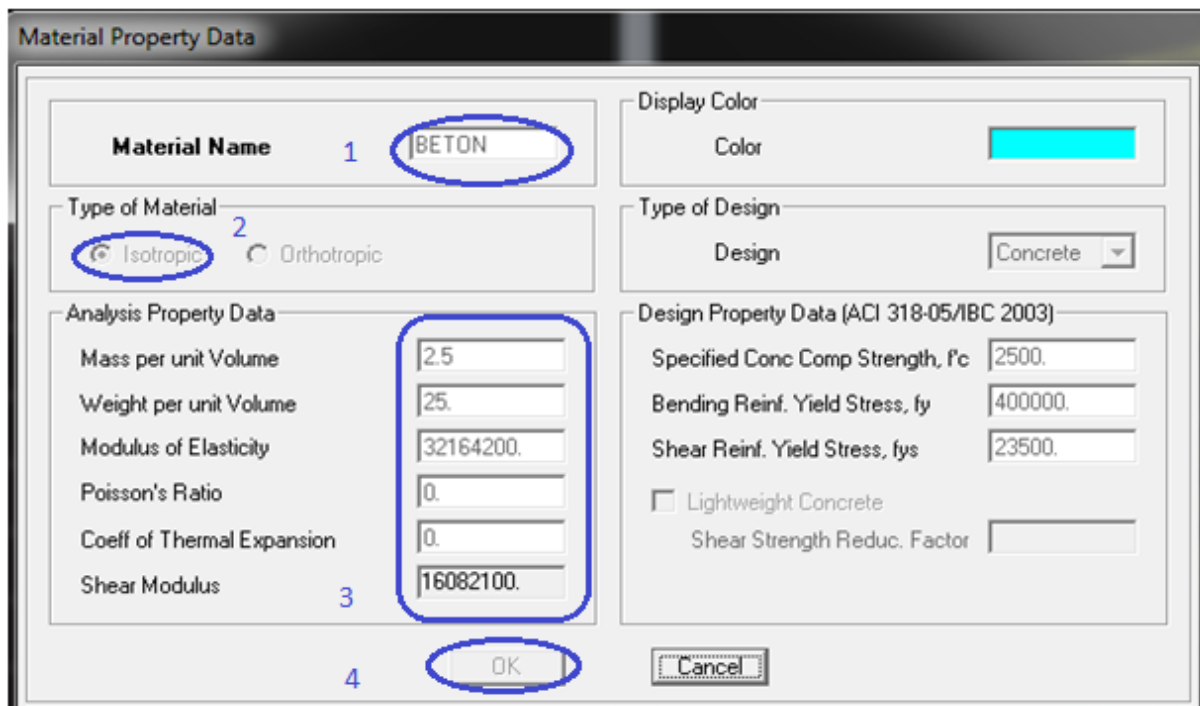 Material Property Data
Material Name 1 BETON
Display Color
Color
Type of Material
2
Isotropic Orthotropic
Type of Design
Design Concrete
Analysis Property Data
Mass per unit Volume 2.5
Weight per unit Volume 25.
Modulus of Elasticity 32164200.
Poisson's Ratio 0.
Coeff of Thermal Expansion 0.
Shear Modulus 16082100.
3
Design Property Data (ACI 318-05/IBC 2003)
Specified Conc Comp Strength, f'c 2500.
Bending Reinf. Yield Stress, fy 400000.
Shear Reinf. Yield Stress, fys 23500.
Lightweight Concrete
Shear Strength Reduc. Factor
4 OK Cancel